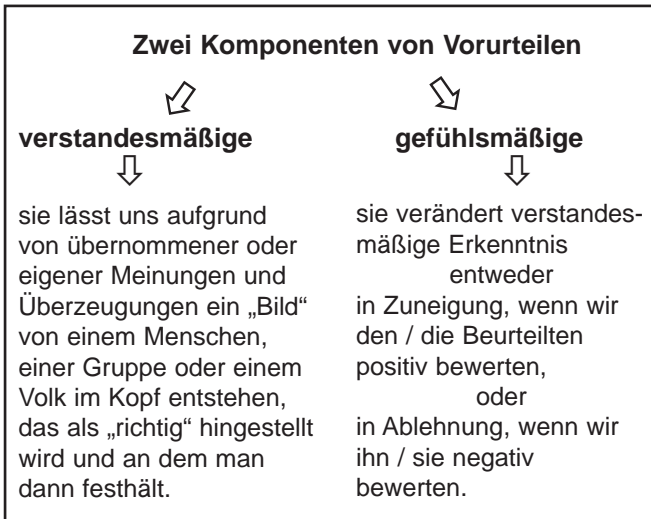 Zwei Komponenten von Vorurteilen
verstandesmäßige
sie lässt uns aufgrund
von übernommener oder
eigener Meinungen und
Überzeugungen ein „Bild“
von einem Menschen,
einer Gruppe oder einem
Volk im Kopf entstehen,
das als „richtig“ hingestellt
wird und an dem man
dann festhält.
gefühlsmäßige
sie verändert verstandes-
mäßige Erkenntnis
entweder
in Zuneigung, wenn wir
den / die Beurteilten
positiv bewerten,
oder
in Ablehnung, wenn wir
ihn / sie negativ
bewerten.